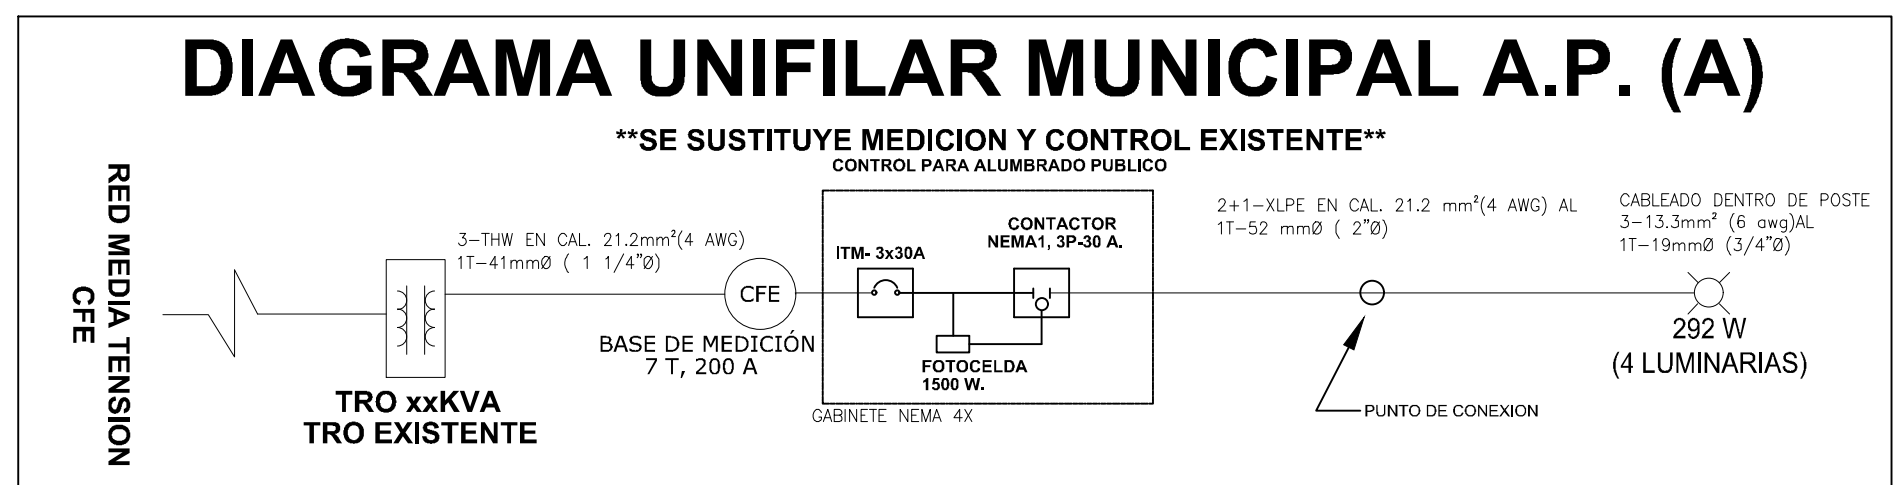 DIAGRAMA UNIFILAR MUNICIPAL A.P. (A)
**SE SUSTITUYE MEDICION Y CONTROL EXISTENTE**
CONTROL PARA ALUMBRADO PUBLICO
RED MEDIA TENSION
CFE
3-THW EN CAL. 21.2mm²(4 AWG)
1T-41mmØ ( 1 1/4"Ø)
TRO xxKVA
TRO EXISTENTE
CFE
BASE DE MEDICIÓN
7 T, 200 A
ITM- 3x30A
CONTACTOR
NEMA1, 3P-30 A.
FOTOCELDA
1500 W.
GABINETE NEMA 4X
2+1-XLPE EN CAL. 21.2 mm²(4 AWG) AL
1T-52 mmØ ( 2"Ø)
PUNTO DE CONEXION
CABLEADO DENTRO DE POSTE
3-13.3mm² (6 awg)AL
1T-19mmØ (3/4"Ø)
292 W
(4 LUMINARIAS)